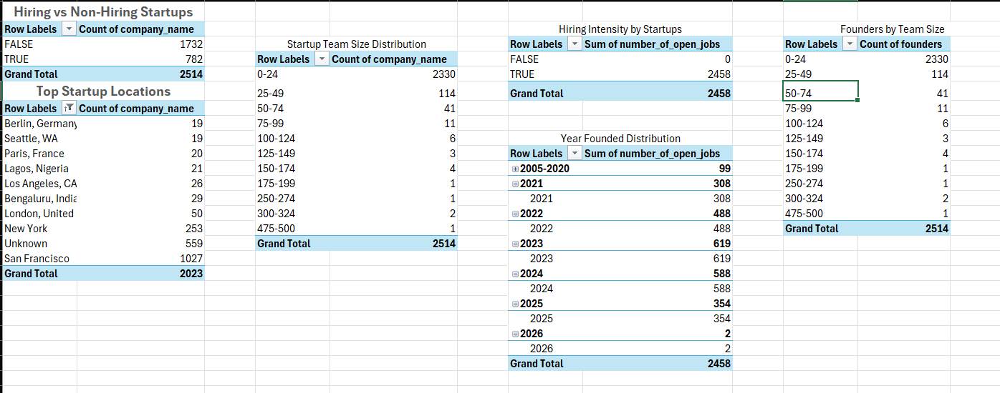 Hiring vs Non-Hiring Startups
Row Labels Count of company_name
FALSE 1732
TRUE 782
Grand Total 2514
Top Startup Locations
Row Labels Count of company_name
Berlin, Germany 19
Seattle, WA 19
Paris, France 20
Lagos, Nigeria 21
Los Angeles, CA 26
Bengaluru, India 29
London, United 50
New York 253
Unknown 559
San Francisco 1027
Grand Total 2023
Startup Team Size Distribution
Row Labels Count of company_name
0-24 2330
25-49 114
50-74 41
75-99 11
100-124 6
125-149 3
150-174 4
175-199 1
250-274 1
300-324 2
475-500 1
Grand Total 2514
Hiring Intensity by Startups
Row Labels Sum of number_of_open_jobs
FALSE 0
TRUE 2458
Grand Total 2458
Year Founded Distribution
Row Labels Sum of number_of_open_jobs
2005-2020 99
2021 308
2021 308
2022 488
2022 488
2023 619
2023 619
2024 588
2024 588
2025 354
2025 354
2026 2
2026 2
Grand Total 2458
Founders by Team Size
Row Labels Count of founders
0-24 2330
25-49 114
50-74 41
75-99 11
100-124 6
125-149 3
150-174 4
175-199 1
250-274 1
300-324 2
475-500 1
Grand Total 2514